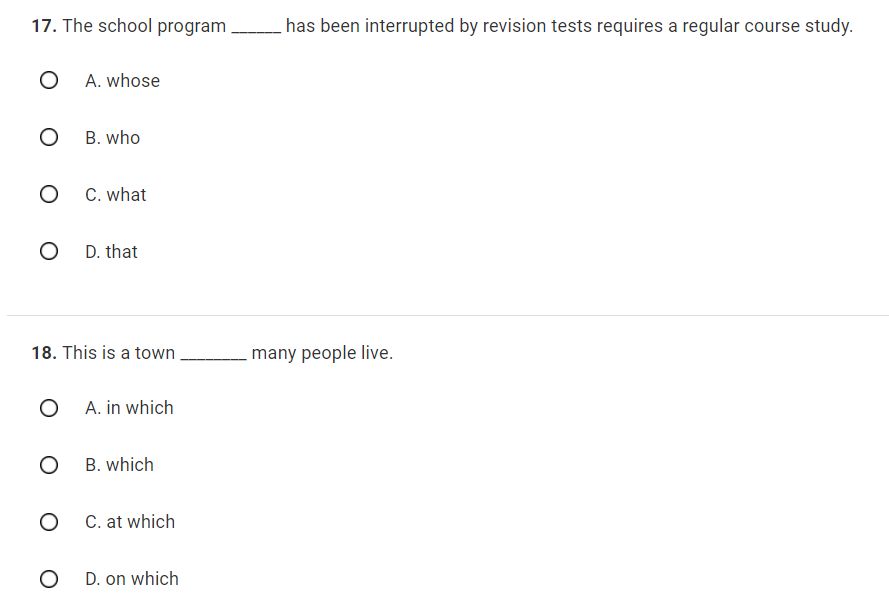 17. The school program ______ has been interrupted by revision tests requires a regular course study.
A. whose
B. who
C. what
D. that
18. This is a town ________ many people live.
A. in which
B. which
C. at which
D. on which